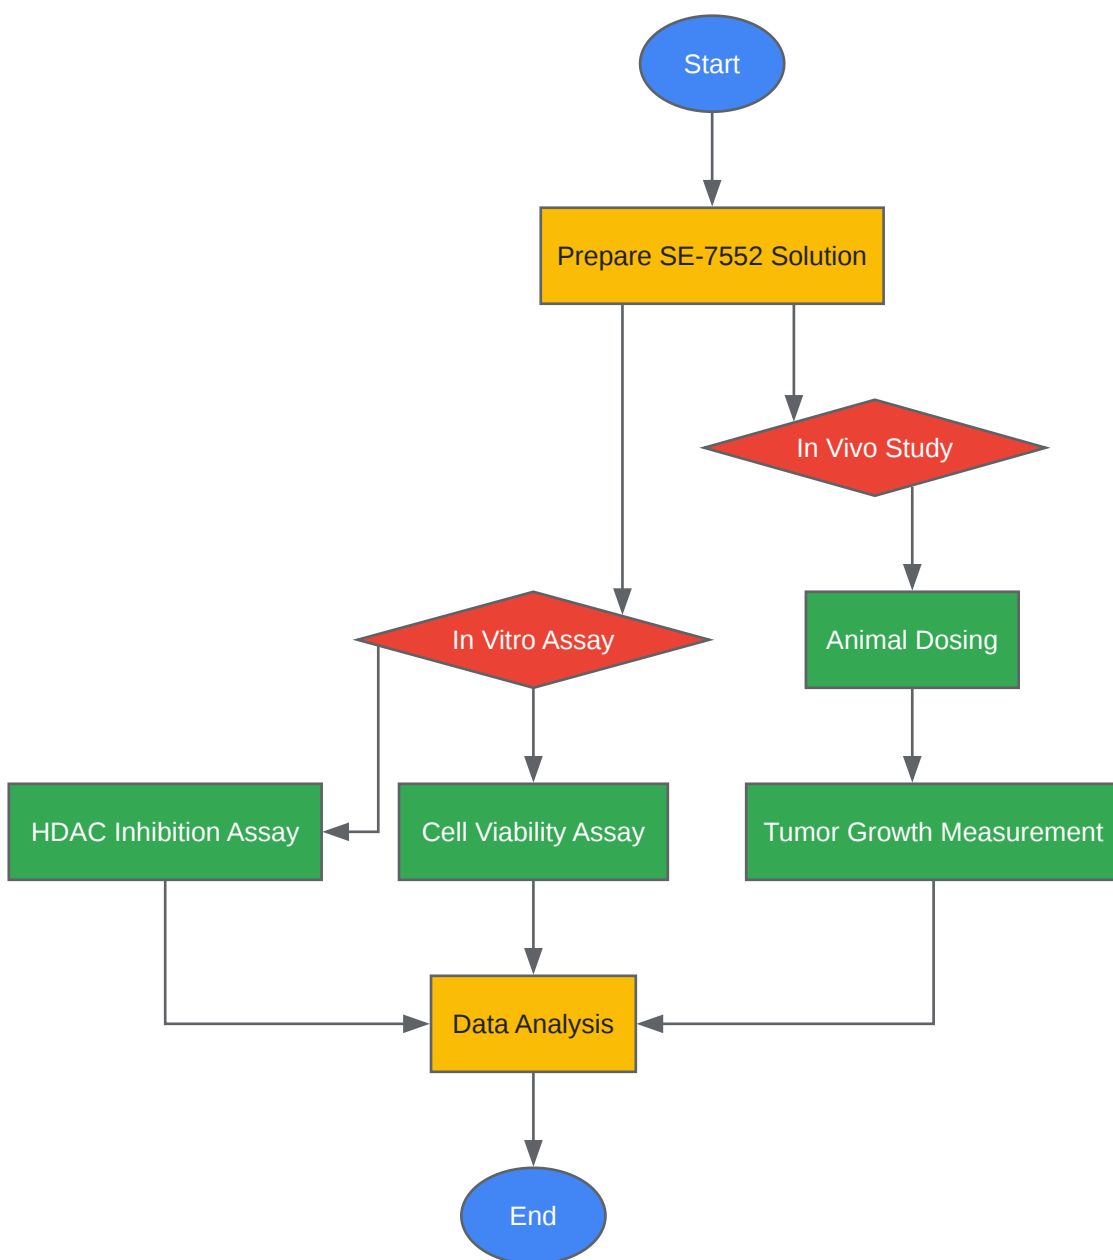 Start
Prepare SE-7552 Solution
In Vivo Study
In Vitro Assay
Animal Dosing
HDAC Inhibition Assay
Cell Viability Assay
Tumor Growth Measurement
Data Analysis
End